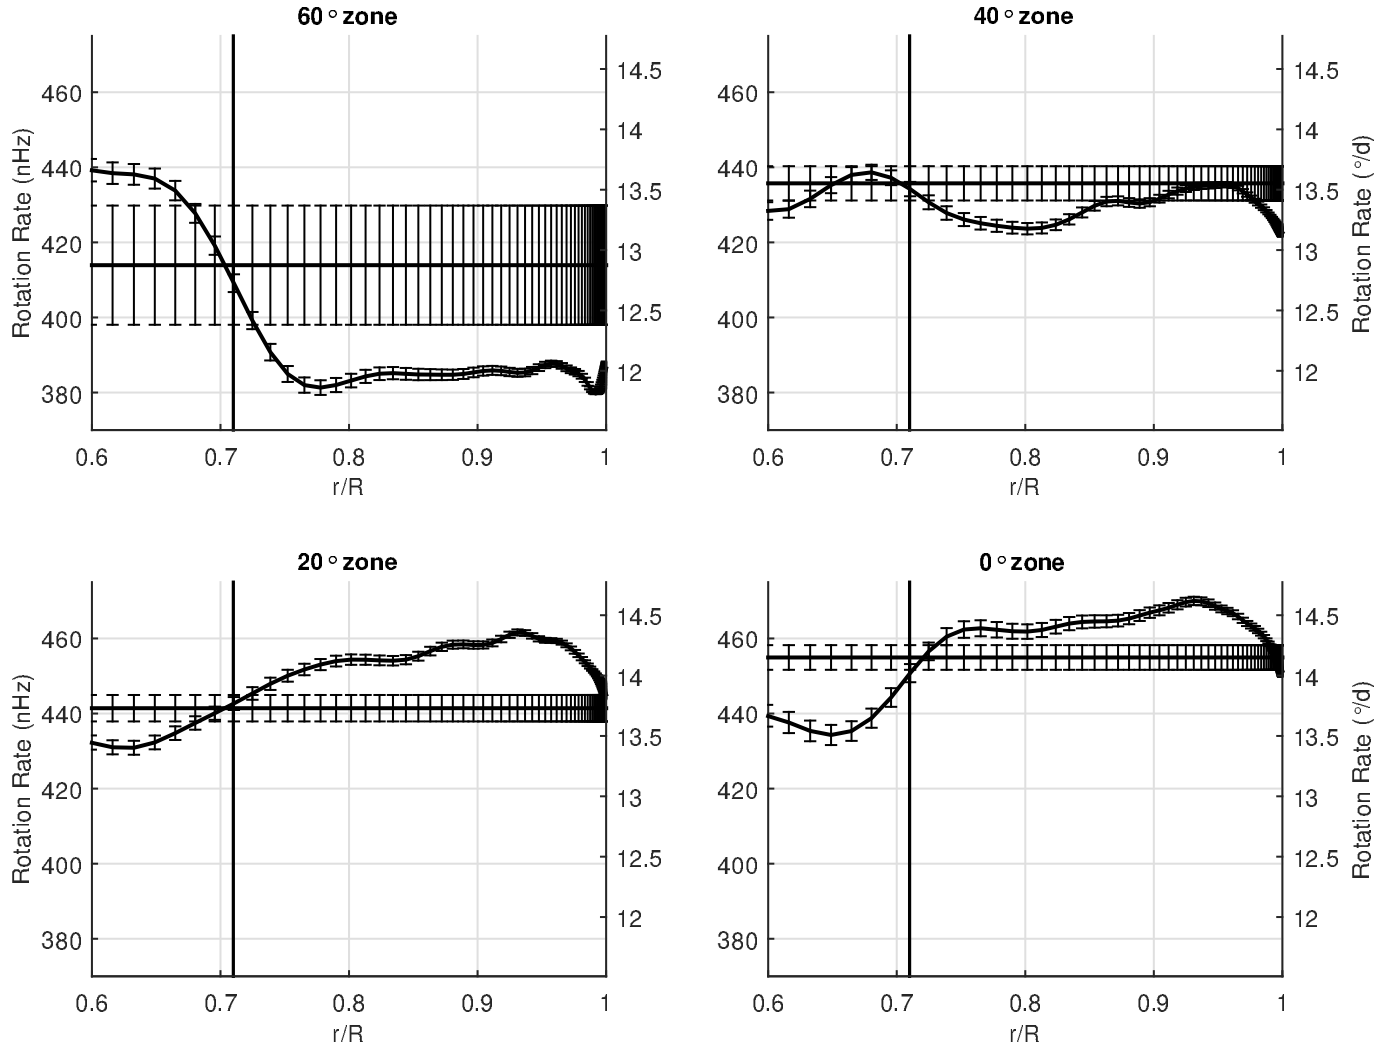 60° zone
Rotation Rate (nHz)
460
440
420
400
380
0.6 0.7 0.8 0.9 1
r/R
14.5
14
13.5
13
12.5
12
40° zone
460
440
420
400
380
0.6 0.7 0.8 0.9 1
r/R
14.5
14
13.5
13
12.5
12
Rotation Rate (°/d)
20° zone
Rotation Rate (nHz)
460
440
420
400
380
0.6 0.7 0.8 0.9 1
r/R
14.5
14
13.5
13
12.5
12
0° zone
460
440
420
400
380
0.6 0.7 0.8 0.9 1
r/R
14.5
14
13.5
13
12.5
12
Rotation Rate (°/d)